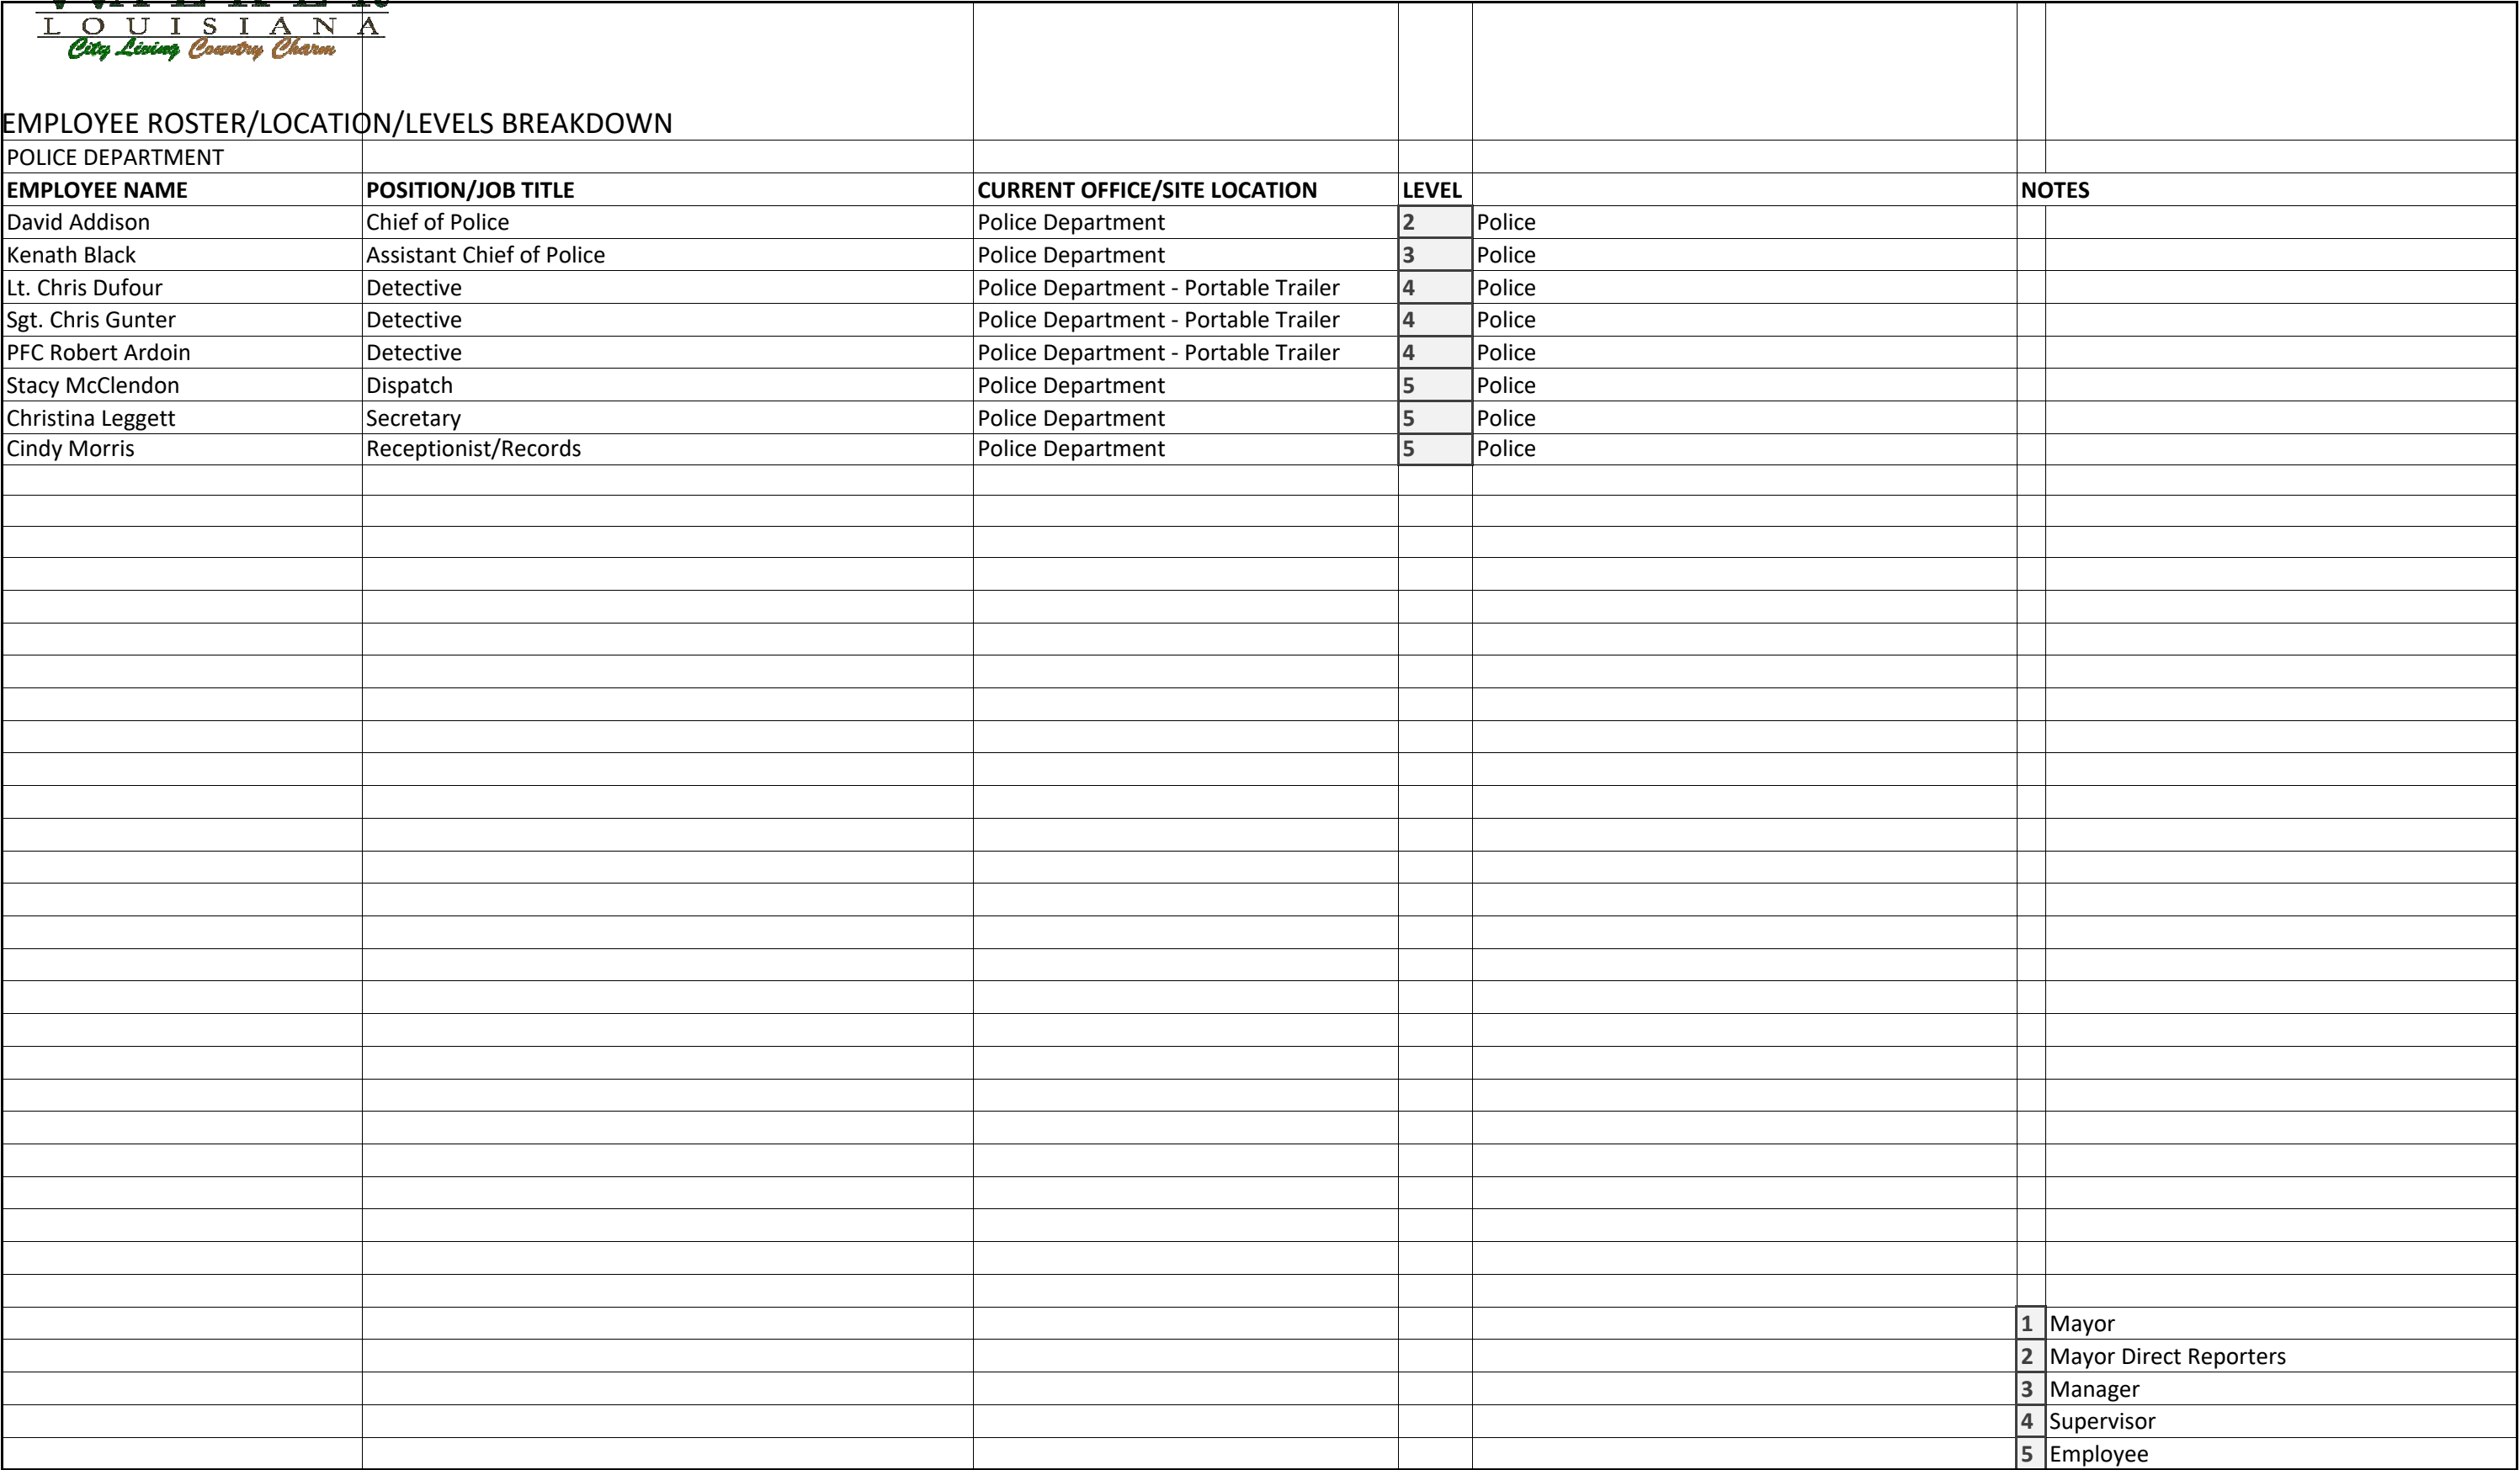 LOUISIANA
City Living Country Charm
EMPLOYEE ROSTER/LOCATION/LEVELS BREAKDOWN
POLICE DEPARTMENT
EMPLOYEE NAME POSITION/JOB TITLE CURRENT OFFICE/SITE LOCATION LEVEL NOTES
David Addison Chief of Police Police Department 2 Police
Kenath Black Assistant Chief of Police Police Department 3 Police
Lt. Chris Dufour Detective Police Department - Portable Trailer 4 Police
Sgt. Chris Gunter Detective Police Department - Portable Trailer 4 Police
PFC Robert Ardoin Detective Police Department - Portable Trailer 4 Police
Stacy McClendon Dispatch Police Department 5 Police
Christina Leggett Secretary Police Department 5 Police
Cindy Morris Receptionist/Records Police Department 5 Police
1 Mayor
2 Mayor Direct Reporters
3 Manager
4 Supervisor
5 Employee